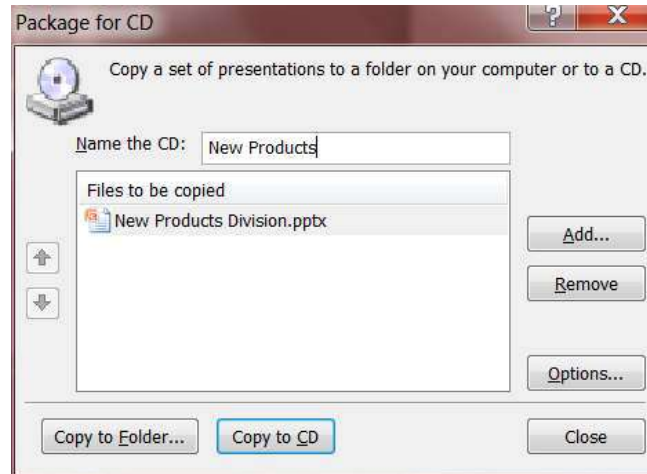 Package for CD
?
X
Copy a set of presentations to a folder on your computer or to a CD.
Name the CD: New Products
Files to be copied
New Products Division.pptx
Add...
Remove
Options...
Copy to Folder... Copy to CD Close